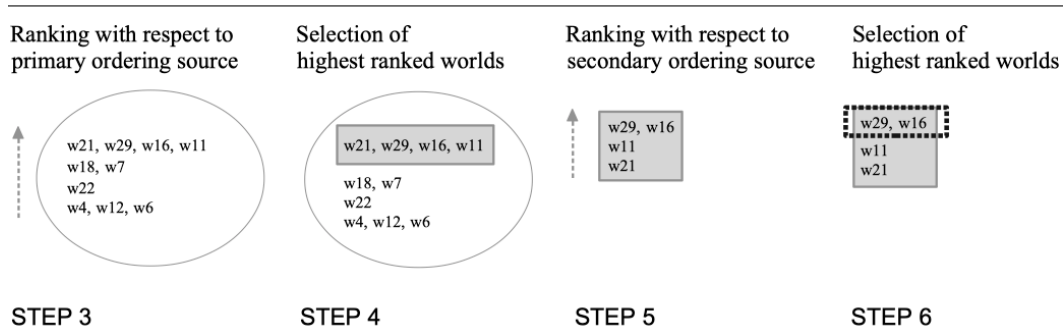 Ranking with respect to
primary ordering source
w21, w29, w16, w11
w18, w7
w22
w4, w12, w6
STEP 3
Selection of
highest ranked worlds
w21, w29, w16, w11
w18, w7
w22
w4, w12, w6
STEP 4
Ranking with respect to
secondary ordering source
w29, w16
w11
w21
STEP 5
Selection of
highest ranked worlds
w29, w16
w11
w21
STEP 6